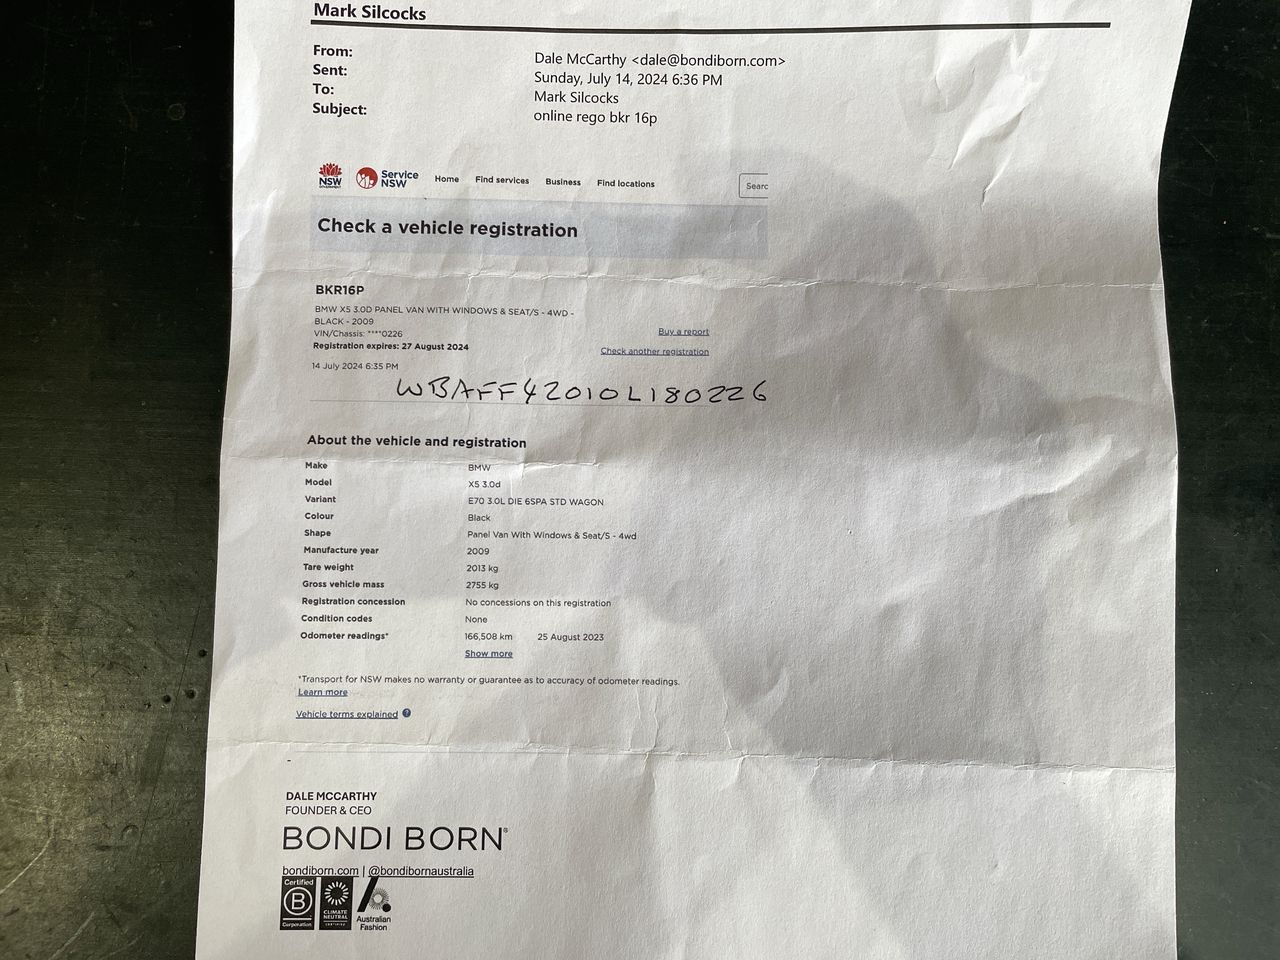 Mark Silcocks
From: Dale McCarthy <dale@bondiborn.com>
Sent: Sunday, July 14, 2024 6:36 PM
To: Mark Silcocks
Subject: online rego bkr 16p
NSW GOVERNMENT Service NSW Home Find services Business Find locations Searc
Check a vehicle registration
BKR16P
BMW X5 3.0D PANEL VAN WITH WINDOWS & SEAT/S - 4WD -
BLACK - 2009
VIN/Chassis: ****0226
Buy a report
Registration expires: 27 August 2024
Check another registration
14 July 2024 6:35 PM
WBAFF42010L180226
About the vehicle and registration
Make BMW
Model X5 3.0d
Variant E70 3.0L DIE 6SPA STD WAGON
Colour Black
Shape Panel Van With Windows & Seat/S - 4wd
Manufacture year 2009
Tare weight 2013 kg
Gross vehicle mass 2755 kg
Registration concession No concessions on this registration
Condition codes None
Odometer readings* 166,508 km 25 August 2023
Show more
*Transport for NSW makes no warranty or guarantee as to accuracy of odometer readings.
Learn more
Vehicle terms explained ?
-
DALE MCCARTHY
FOUNDER & CEO
BONDI BORN®
bondiborn.com | @bondibornaustralia
Certified B Corporation
CLIMATE NEUTRAL CERTIFIED
Australian Fashion